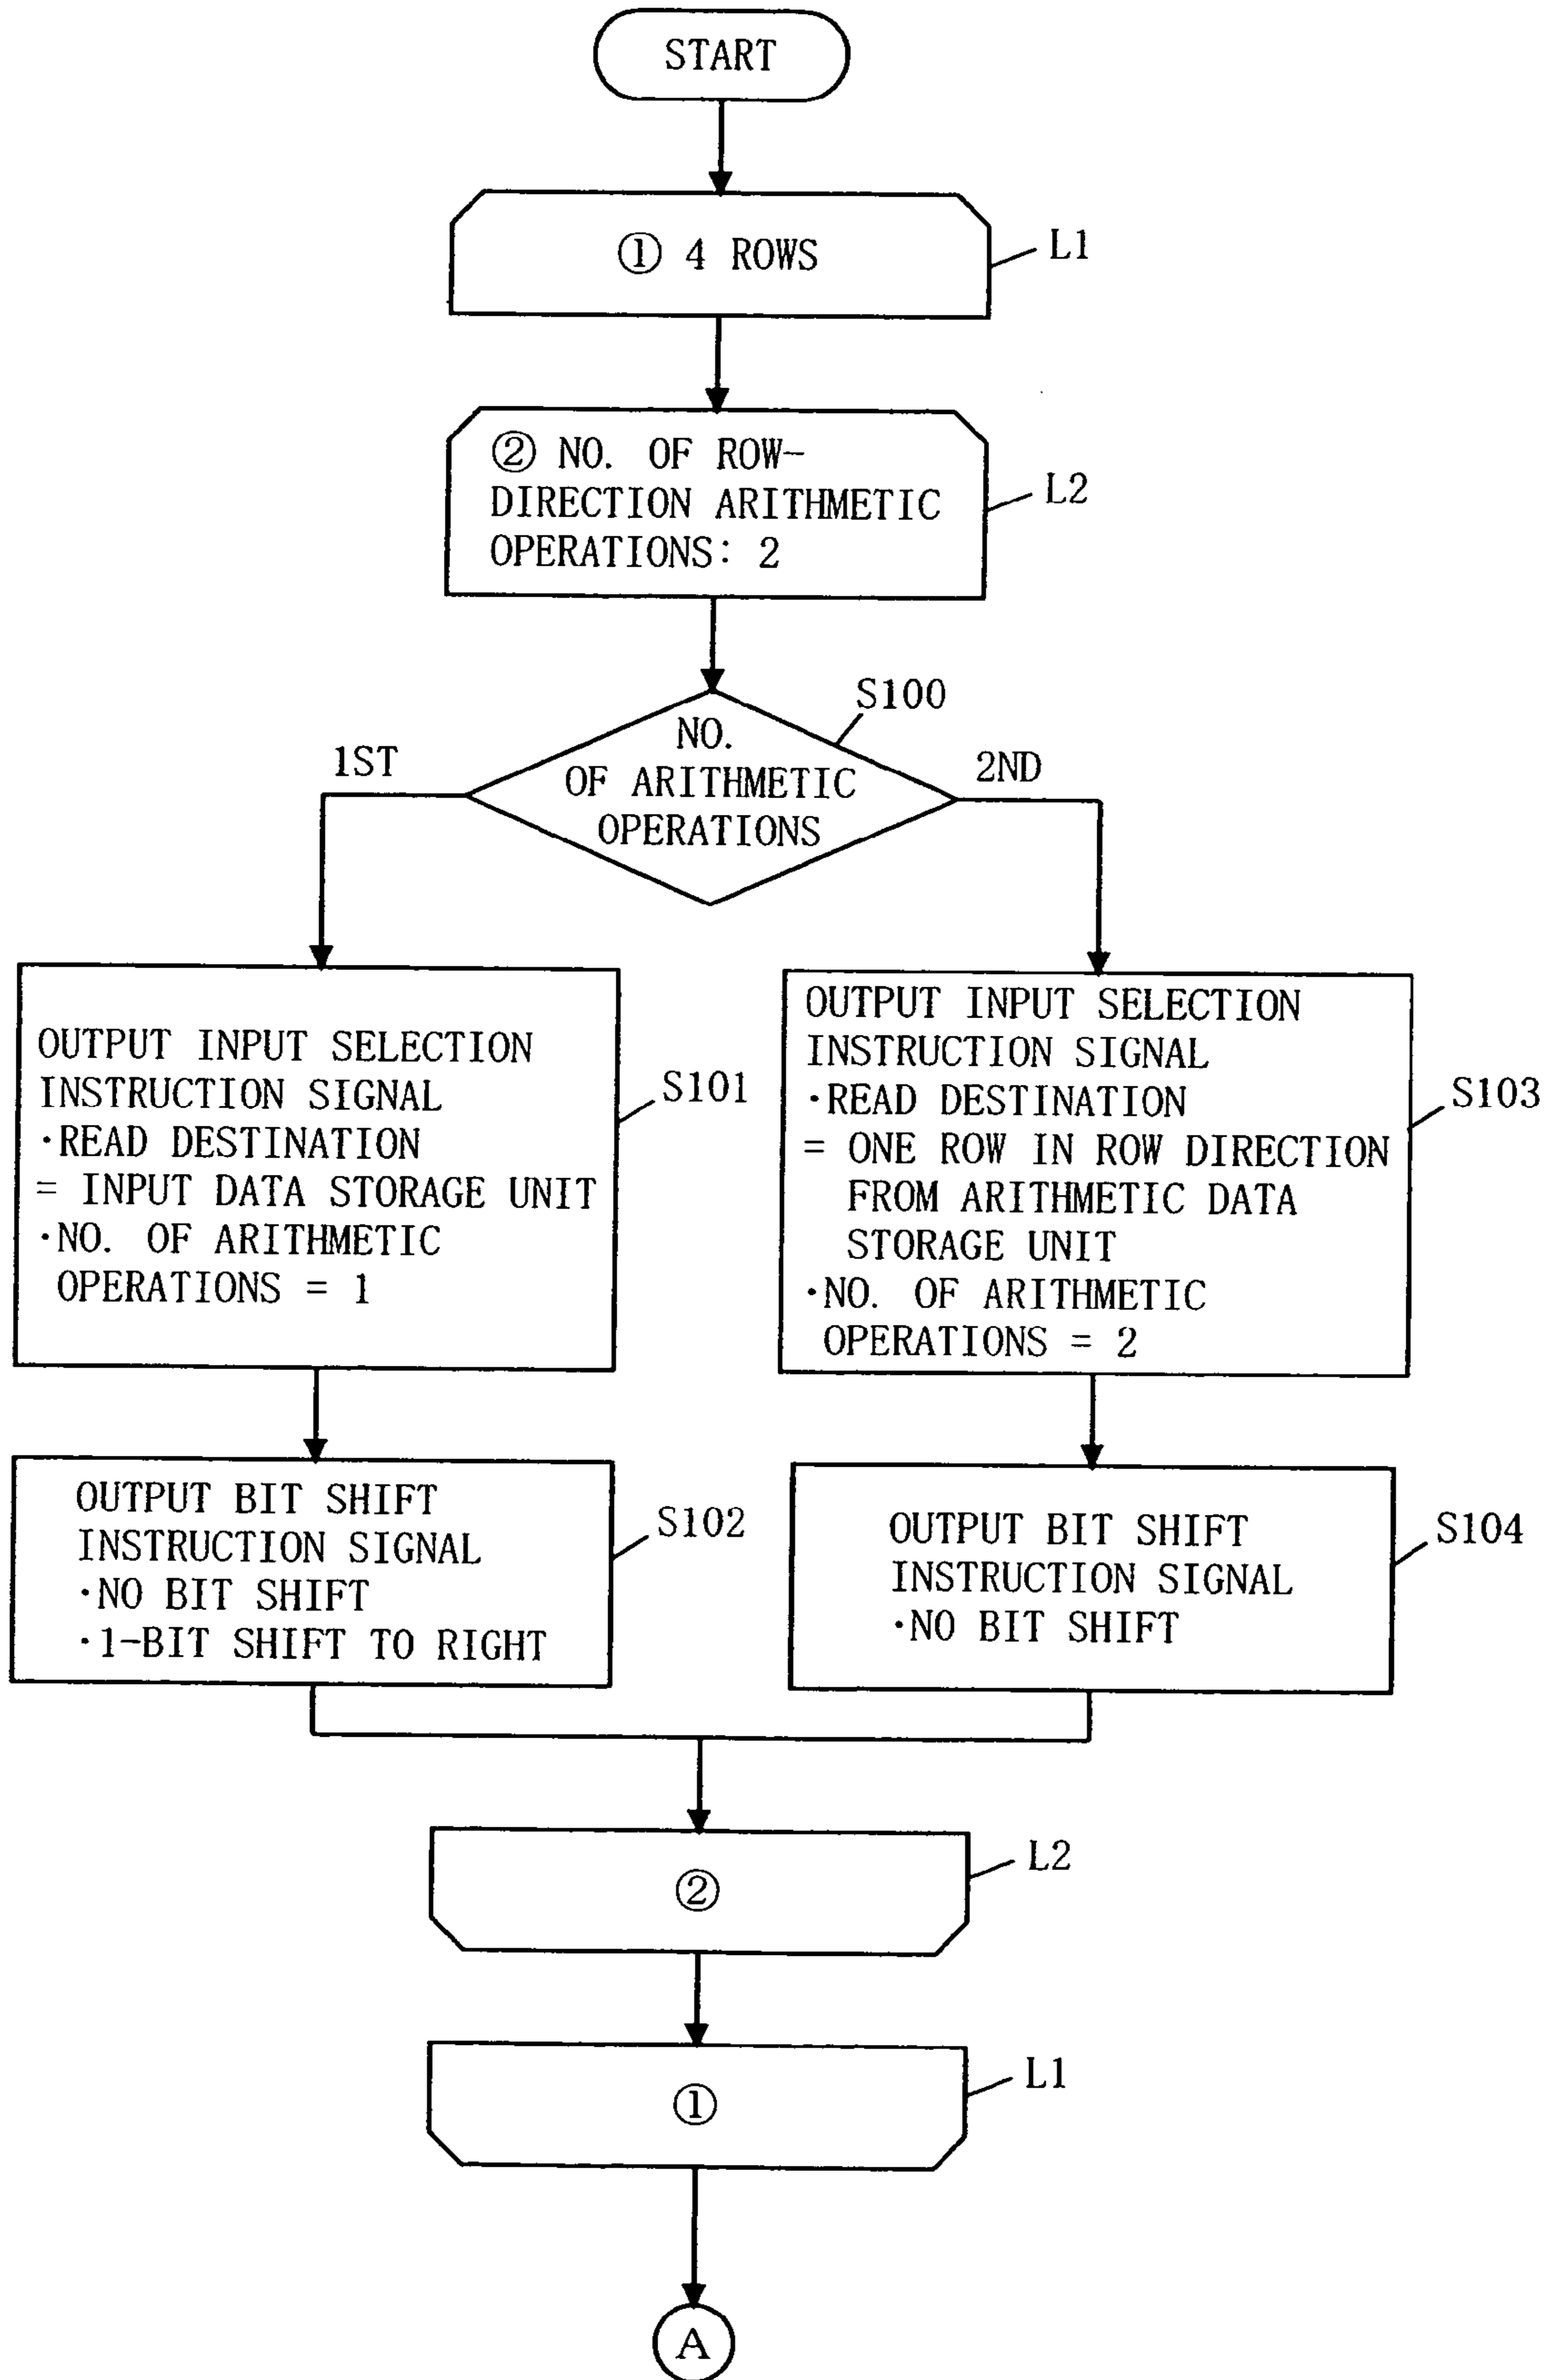 START
① 4 ROWS
L1
② NO. OF ROW-
DIRECTION ARITHMETIC
OPERATIONS: 2
L2
S100
NO.
OF ARITHMETIC
OPERATIONS
1ST
2ND
OUTPUT INPUT SELECTION
INSTRUCTION SIGNAL
·READ DESTINATION
= INPUT DATA STORAGE UNIT
·NO. OF ARITHMETIC
OPERATIONS = 1
S101
OUTPUT INPUT SELECTION
INSTRUCTION SIGNAL
·READ DESTINATION
= ONE ROW IN ROW DIRECTION
FROM ARITHMETIC DATA
STORAGE UNIT
·NO. OF ARITHMETIC
OPERATIONS = 2
S103
OUTPUT BIT SHIFT
INSTRUCTION SIGNAL
·NO BIT SHIFT
·1-BIT SHIFT TO RIGHT
S102
OUTPUT BIT SHIFT
INSTRUCTION SIGNAL
·NO BIT SHIFT
S104
②
L2
①
L1
A